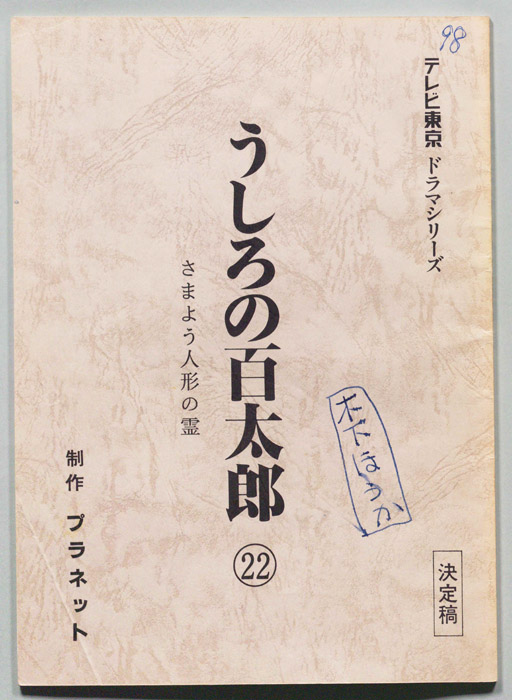 98
テレビ東京 ドラマシリーズ
うしろの百太郎 ㉒
さまよう人形の霊
木下ほうか
決定稿
制作 プラネット